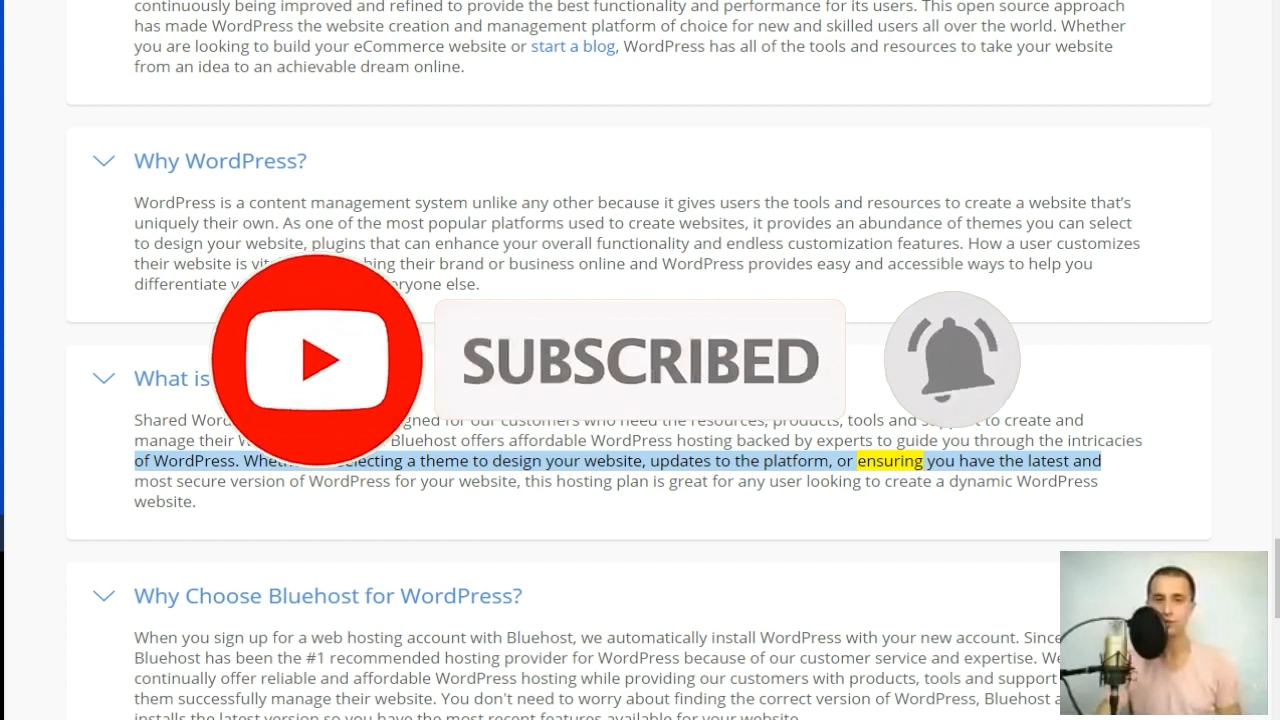 continuously being improved and refined to provide the best functionality and performance for its users. This open source approach
has made WordPress the website creation and management platform of choice for new and skilled users all over the world. Whether
you are looking to build your eCommerce website or start a blog, WordPress has all of the tools and resources to take your website
from an idea to an achievable dream online.
Why WordPress?
WordPress is a content management system unlike any other because it gives users the tools and resources to create a website that's
uniquely their own. As one of the most popular platforms used to create websites, it provides an abundance of themes you can select
to design your website, plugins that can enhance your overall functionality and endless customization features. How a user customizes
their website is their brand or business online and WordPress provides easy and accessible ways to help you
differentiate else.
SUBSCRIBED
What is
Shared for our customers who need the resources, products, tools and to create and
manage their Bluehost offers affordable WordPress hosting backed by experts to guide you through the intricacies
of WordPress. a theme to design your website, updates to the platform, or ensuring you have the latest and
most secure version of WordPress for your website, this hosting plan is great for any user looking to create a dynamic WordPress
website.
Why Choose Bluehost for WordPress?
When you sign up for a web hosting account with Bluehost, we automatically install WordPress with your new account. Since
Bluehost has been the #1 recommended hosting provider for WordPress because of our customer service and expertise.
continually offer reliable and affordable WordPress hosting while providing our customers with products, tools and support
them successfully manage their website. You don't need to worry about finding the correct version of WordPress, Bluehost
installs the latest version so you have the most recent features available for your website.